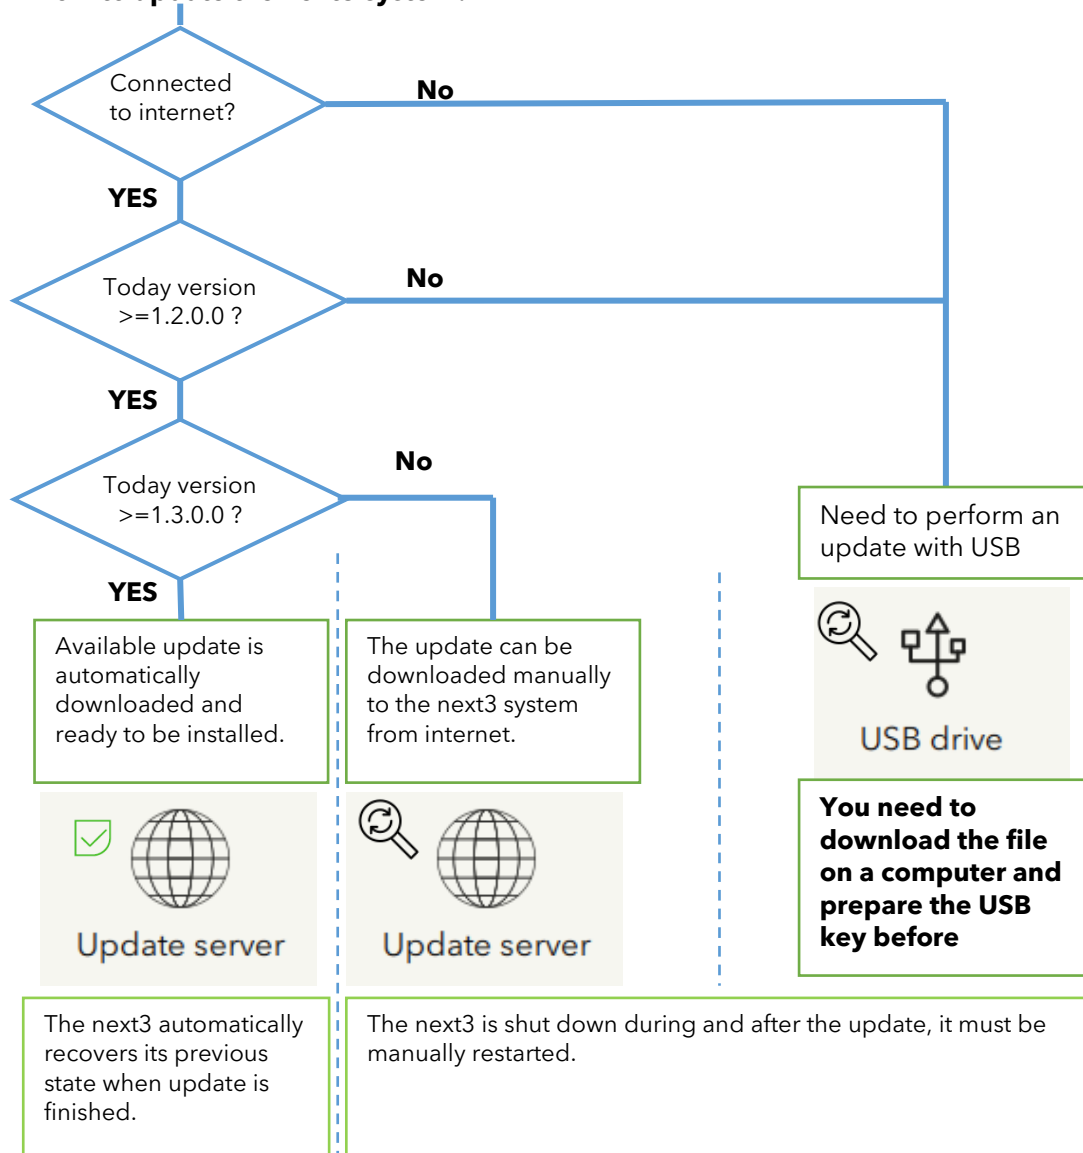 Connected
to internet?
No
YES
Today version
>=1.2.0.0 ?
No
YES
Today version
>=1.3.0.0 ?
No
YES
Need to perform an
update with USB
Available update is
automatically
downloaded and
ready to be installed.
The update can be
downloaded manually
to the next3 system
from internet.
USB drive
You need to
download the file
on a computer and
prepare the USB
key before
Update server
Update server
The next3 automatically
recovers its previous
state when update is
finished.
The next3 is shut down during and after the update, it must be
manually restarted.